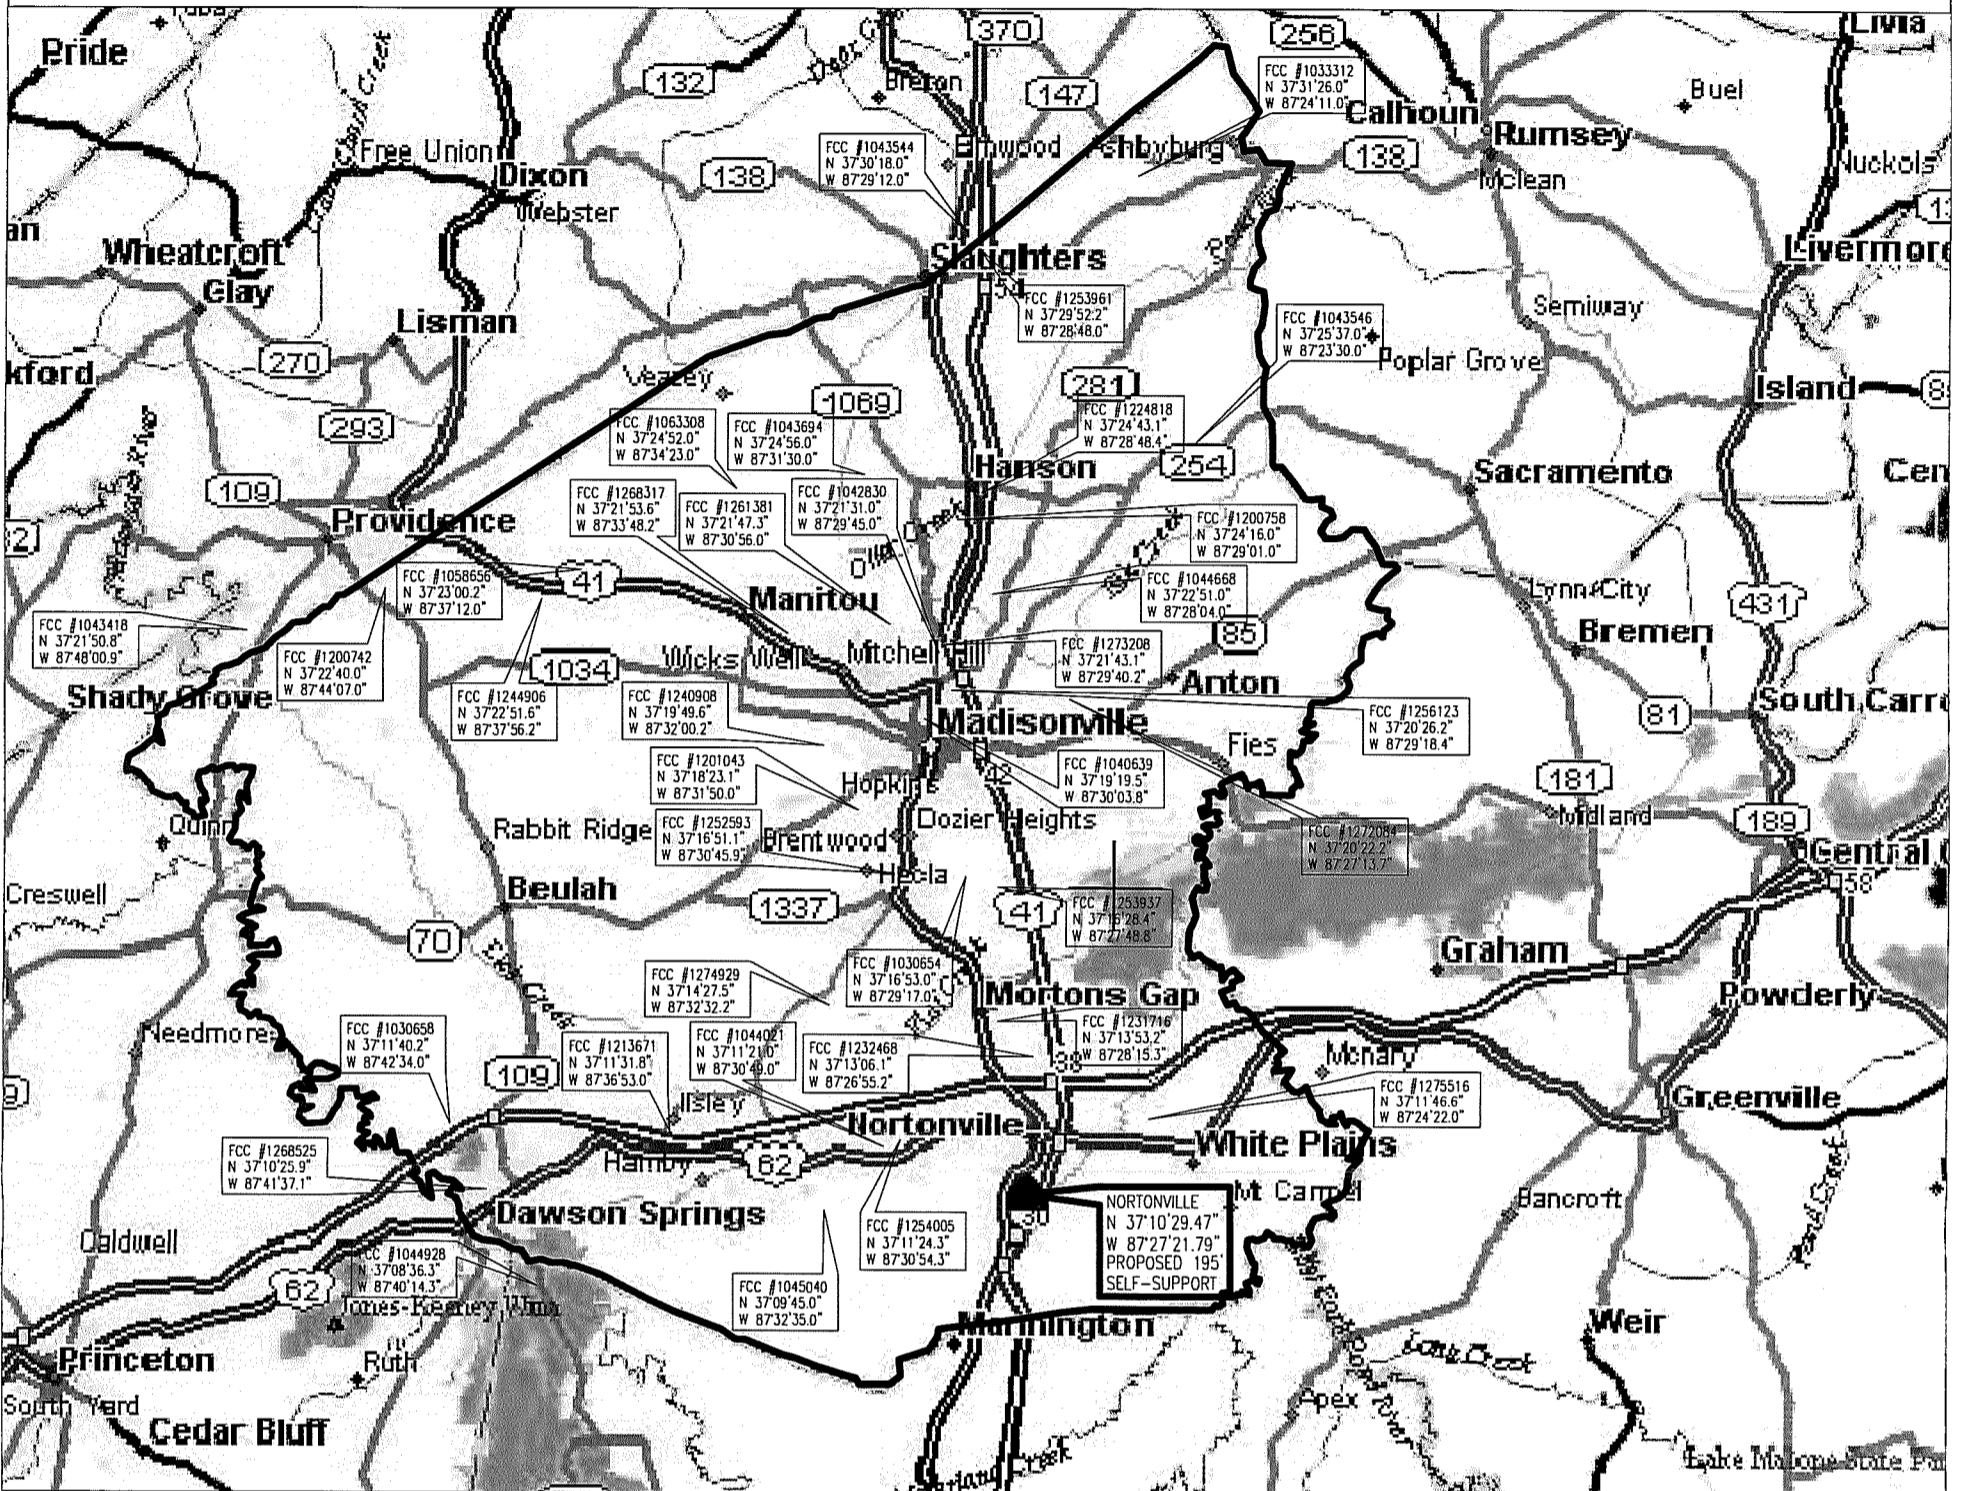 Pride
370
256
FCC #1033312
N 37°31'26.0"
W 87°24'11.0"
132
Breton
147
Buel
Calhoun
Rumsey
FCC #1043544
N 37°30'18.0"
W 87°29'12.0"
Elmwood
Ashbyburg
Free Union
138
138
Dixon
Mclean
Nuckols
Webster
Wheatcroft
Slaughters
Livermore
Clay
54
FCC #1253961
N 37°29'52.2"
W 87°28'48.0"
Semiway
Lisman
FCC #1043546
N 37°25'37.0"
W 87°23'30.0"
270
Poplar Grove
kford
Veazey
281
Island
1069
293
FCC #1063308
N 37°24'52.0"
W 87°34'23.0"
FCC #1043694
N 37°24'56.0"
W 87°31'30.0"
FCC #1224818
N 37°24'43.1"
W 87°28'48.4"
Hanson
254
Sacramento
109
FCC #1268317
N 37°21'53.6"
W 87°33'48.2"
FCC #1261381
N 37°21'47.3"
W 87°30'56.0"
FCC #1042830
N 37°21'31.0"
W 87°29'45.0"
Providence
FCC #1200758
N 37°24'16.0"
W 87°29'01.0"
FCC #1058656
N 37°23'00.2"
W 87°37'12.0"
41
FCC #1044668
N 37°22'51.0"
W 87°28'04.0"
Lynn City
Manitou
431
FCC #1043418
N 37°21'50.8"
W 87°48'00.9"
85
Bremen
FCC #1200742
N 37°22'40.0"
W 87°44'07.0"
1034
Wicks Well
Mitchell Hill
FCC #1273208
N 37°21'43.1"
W 87°29'40.2"
Anton
Shady Grove
FCC #1244906
N 37°22'51.6"
W 87°37'56.2"
FCC #1240908
N 37°19'49.6"
W 87°32'00.2"
Madisonville
FCC #1256123
N 37°20'26.2"
W 87°29'18.4"
81
South Carro
Fies
FCC #1201043
N 37°18'23.1"
W 87°31'50.0"
Hopkins
42
FCC #1040639
N 37°19'19.5"
W 87°30'03.8"
181
Quinn
Rabbit Ridge
FCC #1252593
N 37°16'51.1"
W 87°30'45.9"
Brentwood
Dozier Heights
FCC #1272084
N 37°20'22.2"
W 87°27'13.7"
Midland
189
Central
58
Creswell
Beulah
Hecla
1337
41
FCC #1253937
N 37°16'28.4"
W 87°27'48.8"
70
Graham
FCC #1274929
N 37°14'27.5"
W 87°32'32.2"
FCC #1030654
N 37°16'53.0"
W 87°29'17.0"
Mortons Gap
Powderly
Needmore
FCC #1030658
N 37°11'40.2"
W 87°42'34.0"
FCC #1213671
N 37°11'31.8"
W 87°36'53.0"
FCC #1044021
N 37°11'21.0"
W 87°30'49.0"
FCC #1232468
N 37°13'06.1"
W 87°26'55.2"
FCC #1231716
N 37°13'53.2"
W 87°28'15.3"
38
Mcnary
109
FCC #1275516
N 37°11'46.6"
W 87°24'22.0"
Ilsley
Greenville
Nortonville
White Plains
FCC #1268525
N 37°10'25.9"
W 87°41'37.1"
Hamby
62
Mt Carmel
Bancroft
NORTONVILLE
N 37°10'29.47"
W 87°27'21.79"
PROPOSED 195'
SELF-SUPPORT
30
Dawson Springs
FCC #1254005
N 37°11'24.3"
W 87°30'54.3"
Caldwell
FCC #1044928
N 37°08'36.3"
W 87°40'14.3"
62
FCC #1045040
N 37°09'45.0"
W 87°32'35.0"
Jones-Keeney Wma
Mannington
Weir
Princeton
Ruth
Long Creek
South Yard
Apex
Cedar Bluff
Lake Malone State Par